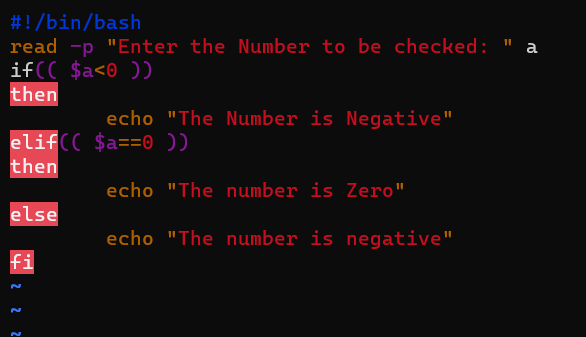 #!/bin/bash
read -p "Enter the Number to be checked: " a
if(( $a<0 ))
then
        echo "The Number is Negative"
elif(( $a==0 ))
then
        echo "The number is Zero"
else
        echo "The number is negative"
fi
~
~
~